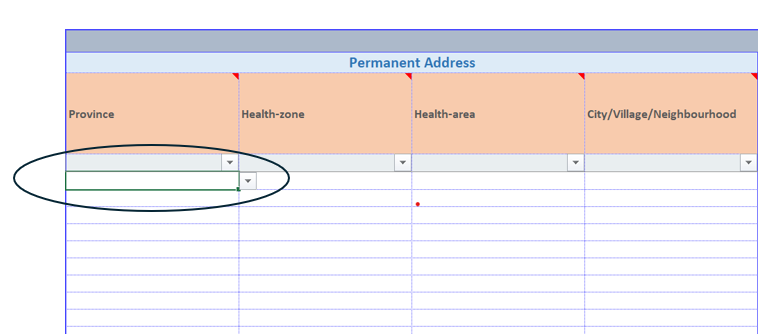 Permanent Address
Province
Health-zone
Health-area
City/Village/Neighbourhood